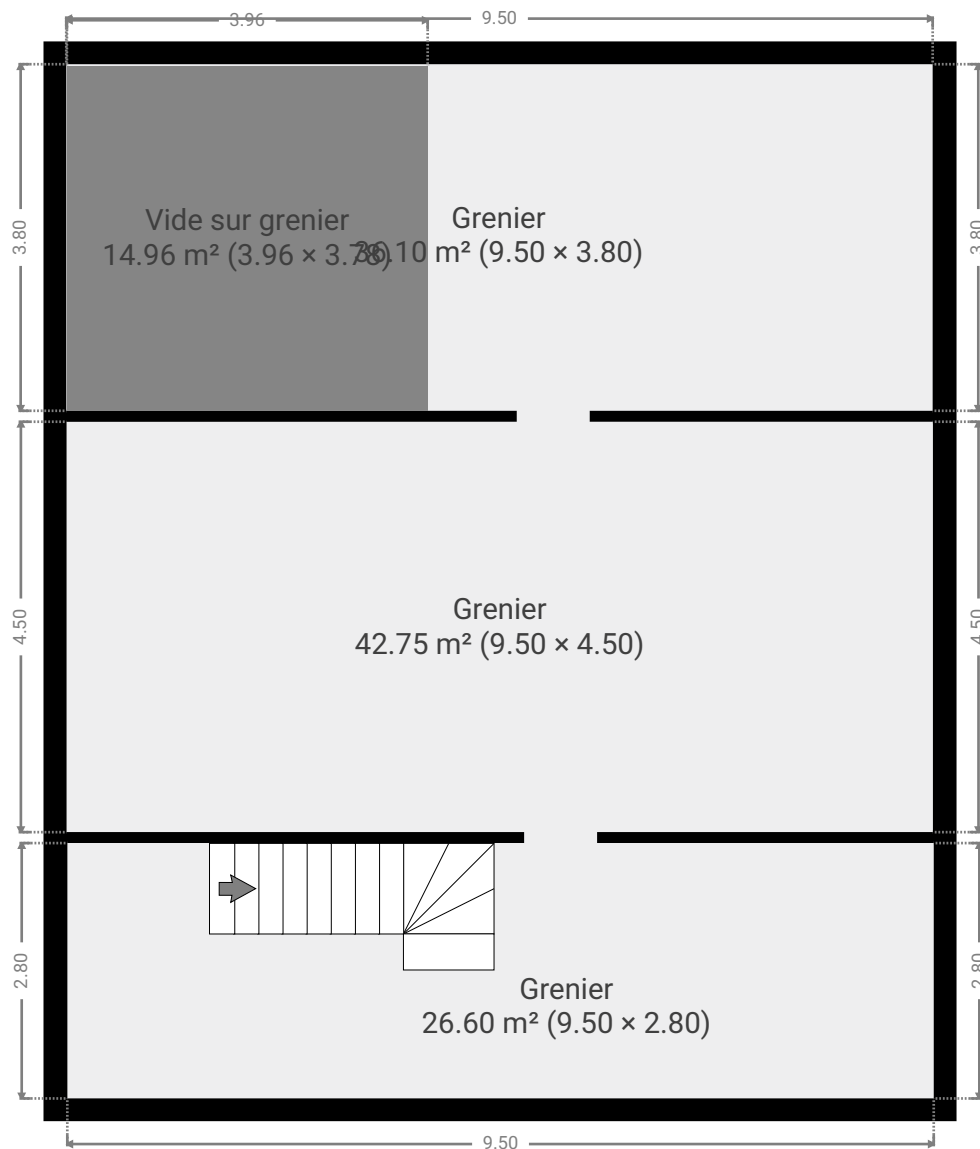 3.96
9.50
3.80
3.80
Vide sur grenier
14.96 m² (3.96 × 3.78)
Grenier
36.10 m² (9.50 × 3.80)
4.50
4.50
Grenier
42.75 m² (9.50 × 4.50)
2.80
2.80
Grenier
26.60 m² (9.50 × 2.80)
9.50